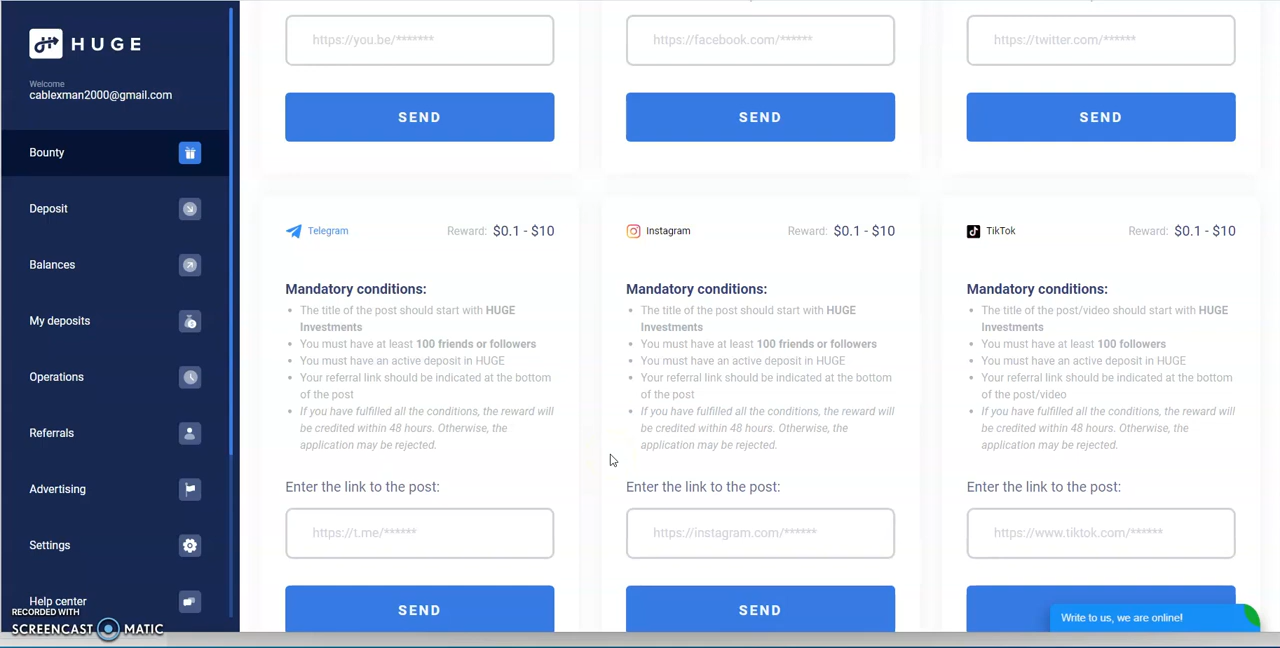 HUGE
Welcome
cablexman2000@gmail.com
Bounty
Deposit
Balances
My deposits
Operations
Referrals
Advertising
Settings
Help center
RECORDED WITH
SCREENCAST MATIC
https://you.be/*******
https://facebook.com/******
https://twitter.com/******
SEND
SEND
SEND
Telegram
Reward: $0.1 - $10
Mandatory conditions:
The title of the post should start with HUGE
Investments
You must have at least 100 friends or followers
You must have an active deposit in HUGE
Your referral link should be indicated at the bottom
of the post
If you have fulfilled all the conditions, the reward will
be credited within 48 hours. Otherwise, the
application may be rejected.
Enter the link to the post:
https://t.me/******
SEND
Instagram
Reward: $0.1 - $10
Mandatory conditions:
The title of the post should start with HUGE
Investments
You must have at least 100 friends or followers
You must have an active deposit in HUGE
Your referral link should be indicated at the bottom
of the post
If you have fulfilled all the conditions, the reward will
be credited within 48 hours. Otherwise, the
application may be rejected.
Enter the link to the post:
https://instagram.com/******
SEND
TikTok
Reward: $0.1 - $10
Mandatory conditions:
The title of the post/video should start with HUGE
Investments
You must have at least 100 followers
You must have an active deposit in HUGE
Your referral link should be indicated at the bottom
of the post/video
If you have fulfilled all the conditions, the reward will
be credited within 48 hours. Otherwise, the
application may be rejected.
Enter the link to the post:
https://www.tiktok.com/******
Write to us, we are online!